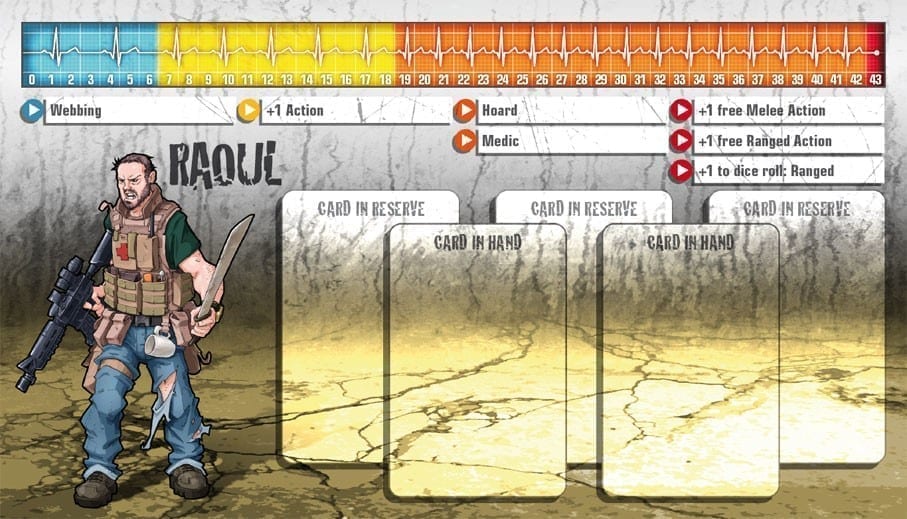 0 1 2 3 4 5 6 7 8 9 10 11 12 13 14 15 16 17 18 19 20 21 22 23 24 25 26 27 28 29 30 31 32 33 34 35 36 37 38 39 40 41 42 43
Webbing +1 Action Hoard +1 free Melee Action
Medic +1 free Ranged Action
+1 to dice roll: Ranged
RAOUL
CARD IN RESERVE CARD IN RESERVE CARD IN RESERVE
CARD IN HAND CARD IN HAND